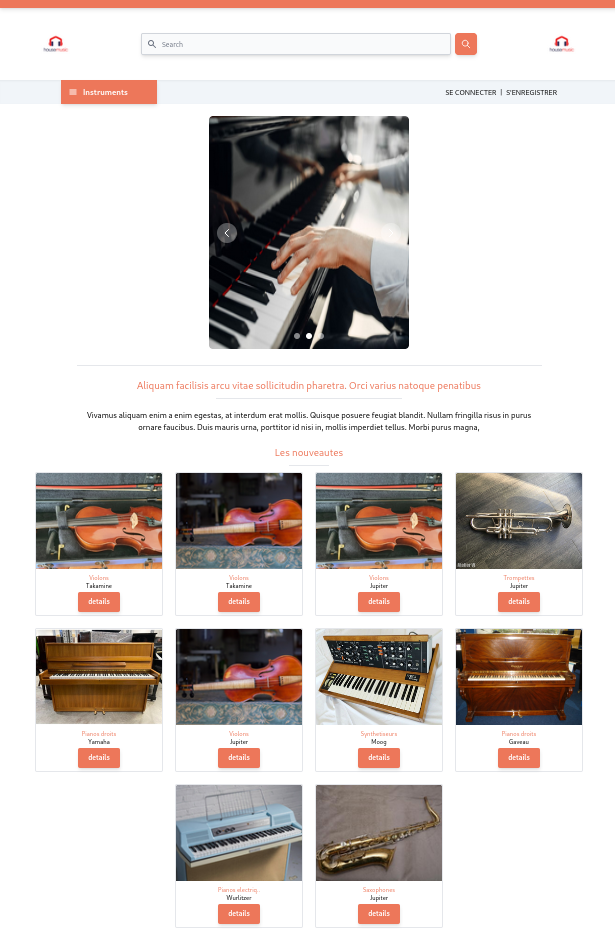 housemusic
Search
housemusic
Instruments
SE CONNECTER | S'ENREGISTRER
Aliquam facilisis arcu vitae sollicitudin pharetra. Orci varius natoque penatibus
Vivamus aliquam enim a enim egestas, at interdum erat mollis. Quisque posuere feugiat blandit. Nullam fringilla risus in purus
ornare faucibus. Duis mauris urna, porttitor id nisi in, mollis imperdiet tellus. Morbi purus magna,
Les nouveautes
Violons
Takamine
details
Violons
Takamine
details
Violons
Jupiter
details
Trompettes
Jupiter
details
Pianos droits
Yamaha
details
Violons
Jupiter
details
Synthetiseurs
Moog
details
Pianos droits
Gaveau
details
Pianos electriq..
Wurlitzer
details
Saxophones
Jupiter
details